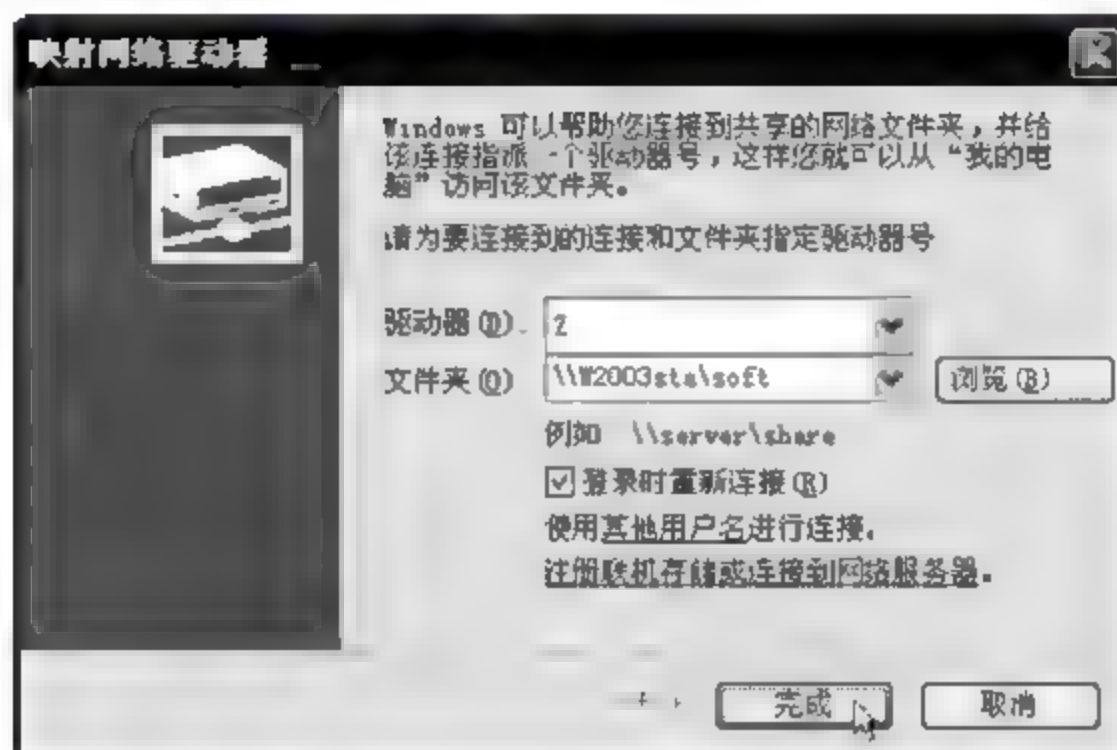 映射网络驱动器
Windows 可以帮助您连接到共享的网络文件夹，并给
该连接指派一个驱动器号，这样您就可以从“我的电
脑”访问该文件夹。
请为要连接到的连接和文件夹指定驱动器号
驱动器(D). 2
文件夹(O) \\W2003sta\soft 浏览(B)
例如 \\server\share
登录时重新连接(R)
使用其他用户名进行连接.
注册联机存储或连接到网络服务器.
完成 取消